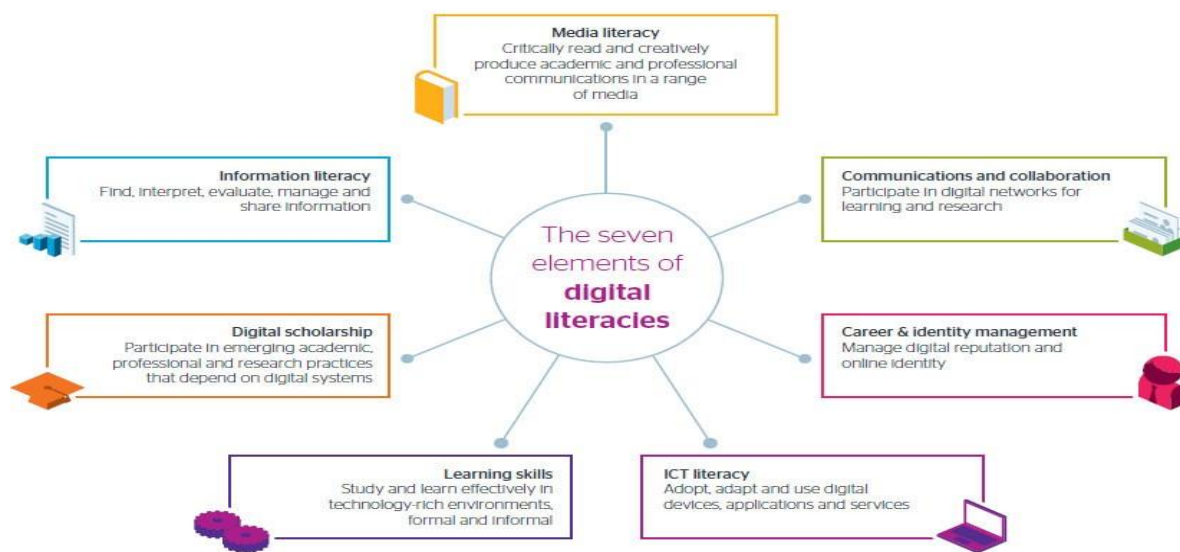 Media literacy
Critically read and creatively
produce academic and professional
communications in a range
of media
Information literacy
Find, interpret, evaluate, manage and
share information
Communications and collaboration
Participate in digital networks for
learning and research
The seven
elements of
digital
literacies
Digital scholarship
Participate in emerging academic,
professional and research practices
that depend on digital systems
Career & identity management
Manage digital reputation and
online identity
Learning skills
Study and learn effectively in
technology-rich environments,
formal and informal
ICT literacy
Adopt, adapt and use digital
devices, applications and services